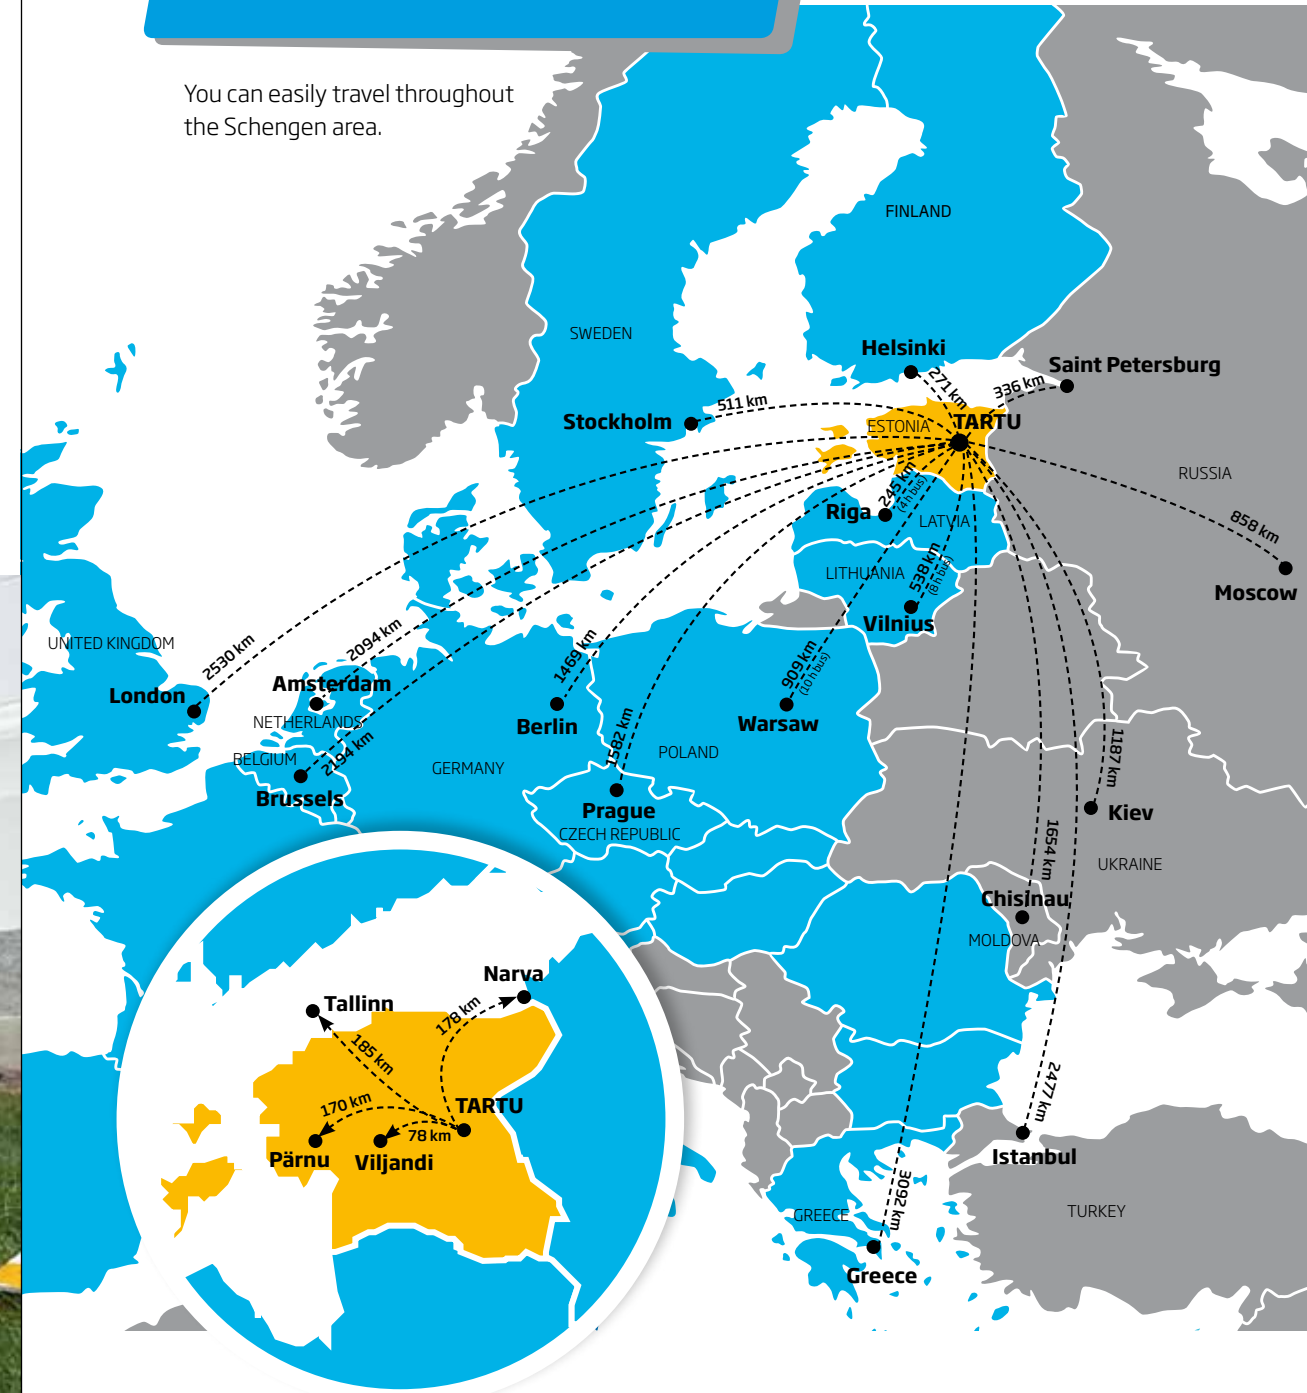 You can easily travel throughout
the Schengen area.
FINLAND
SWEDEN
Helsinki
271 km
Saint Petersburg
336 km
Stockholm
511 km
ESTONIA
TARTU
RUSSIA
245 km
(4 h bus)
Riga
LATVIA
858 km
Moscow
LITHUANIA
538 km
(8 h bus)
Vilnius
UNITED KINGDOM
2530 km
2094 km
1469 km
909 km
(10 h bus)
London
Amsterdam
NETHERLANDS
Berlin
Warsaw
1582 km
POLAND
BELGIUM
2194 km
GERMANY
1187 km
Brussels
Prague
CZECH REPUBLIC
Kiev
1654 km
UKRAINE
Chisinau
MOLDOVA
Narva
Tallinn
178 km
185 km
170 km
TARTU
78 km
Pärnu
Viljandi
2477 km
Istanbul
3092 km
GREECE
TURKEY
Greece